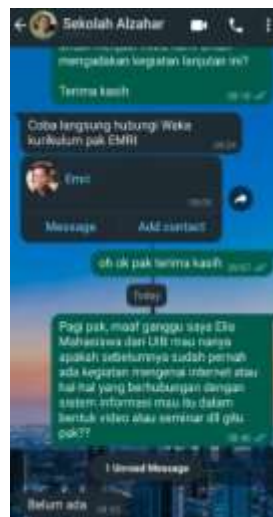 Sekolah Alzahar
mengadakan kegiatan lanjutan ini?
Terima kasih
Coba langsung hubungi Waka
kurikulum pak EMRI
Emri
Message Add contact
oh ok pak terima kasih
Today
Pagi pak, maaf ganggu saya Elis
Mahasiswa dari UIB mau nanya
apakah sebelumnya sudah pernah
ada kegiatan mengenai internet atau
hal hal yang berhubungan dengan
sistem informasi mau itu dalam
bentuk video atau seminar dll gitu
pak??
1 Unread Message
Belum ada